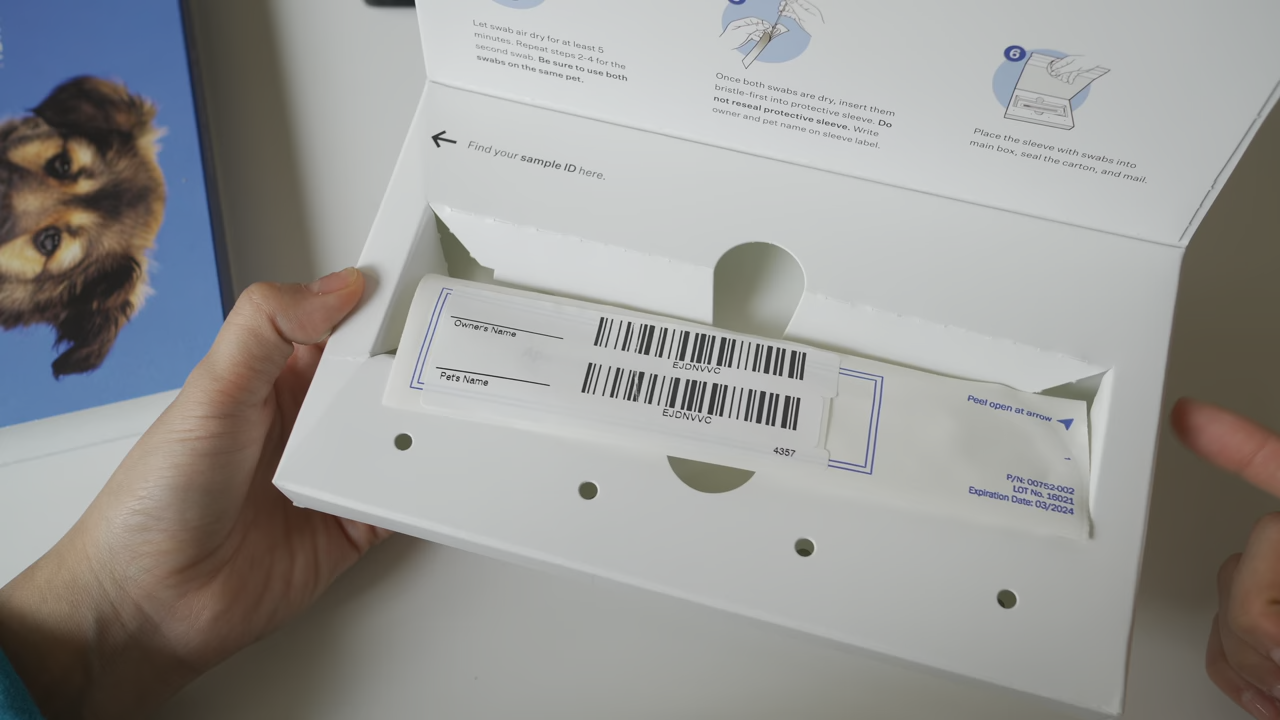 Let swab air dry for at least 5
minutes. Repeat steps 2-4 for the
second swab. Be sure to use both
swabs on the same pet.
Once both swabs are dry, insert them
bristle-first into protective sleeve. Do
not reseal protective sleeve. Write
owner and pet name on sleeve label.
6
Place the sleeve with swabs into
main box, seal the carton, and mail.
Find your sample ID here.
Owner's Name
EJDNVVC
Pet's Name
EJDNVVC
4357
Peel open at arrow
P/N: 00752-002
LOT No. 16021
Expiration Date: 03/2024